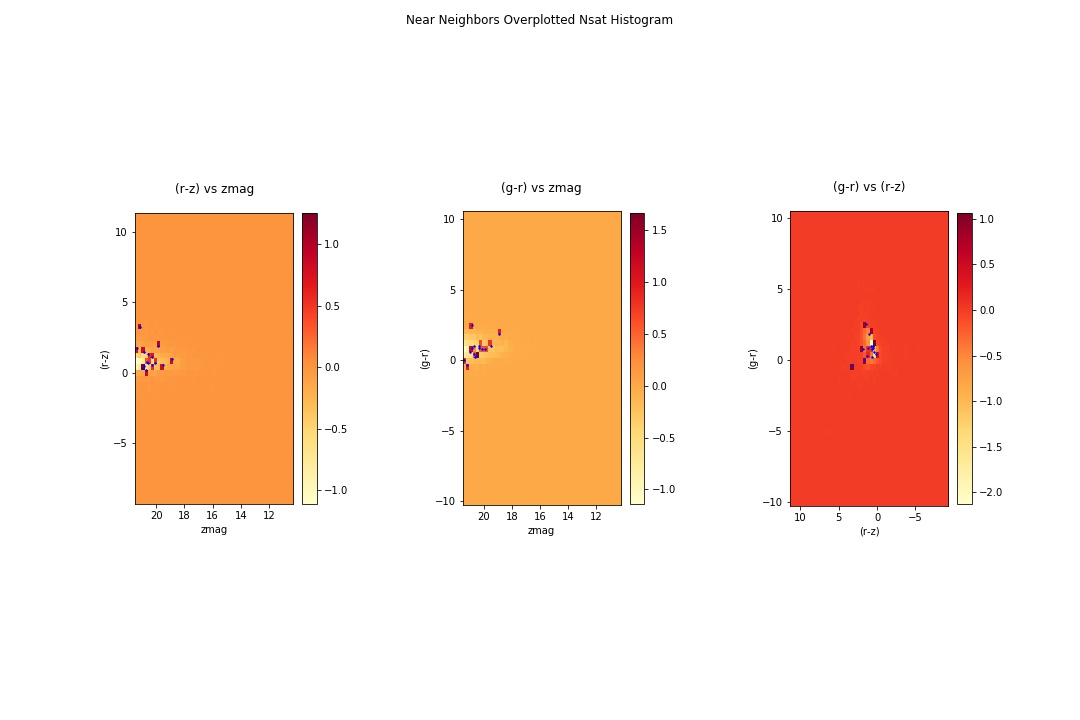 Near Neighbors Overplotted Nsat Histogram
(r-z) vs zmag
(r-z)
10
5
0
−5
20 18 16 14 12
zmag
1.0
0.5
0.0
−0.5
−1.0
(g-r) vs zmag
(g-r)
10
5
0
−5
−10
20 18 16 14 12
zmag
1.5
1.0
0.5
0.0
−0.5
−1.0
(g-r) vs (r-z)
(g-r)
10
5
0
−5
−10
10 5 0 −5
(r-z)
1.0
0.5
0.0
−0.5
−1.0
−1.5
−2.0